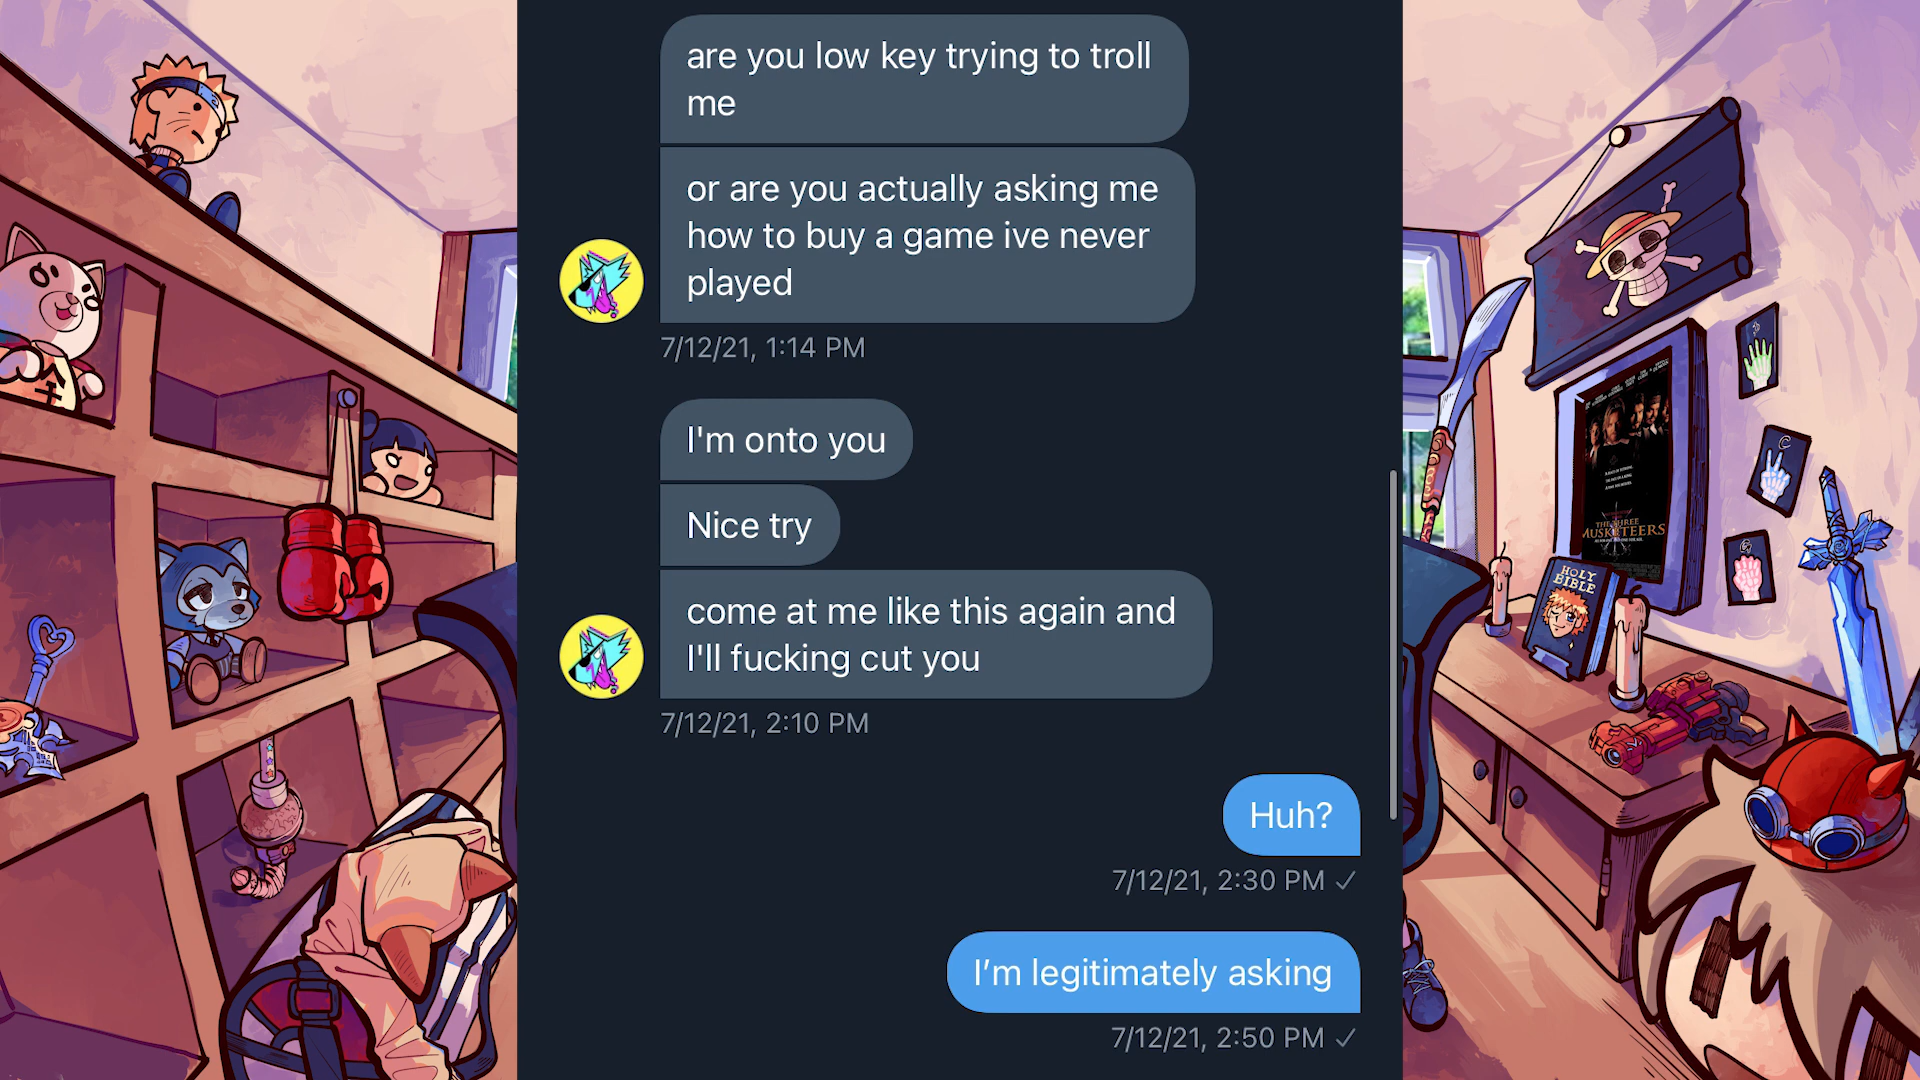 are you low key trying to troll
me
or are you actually asking me
how to buy a game ive never
played
7/12/21, 1:14 PM
I'm onto you
Nice try
come at me like this again and
I'll fucking cut you
7/12/21, 2:10 PM
Huh?
7/12/21, 2:30 PM ✓
I’m legitimately asking
7/12/21, 2:50 PM ✓
THE THREE
MUSKETEERS
HOLY
BIBLE